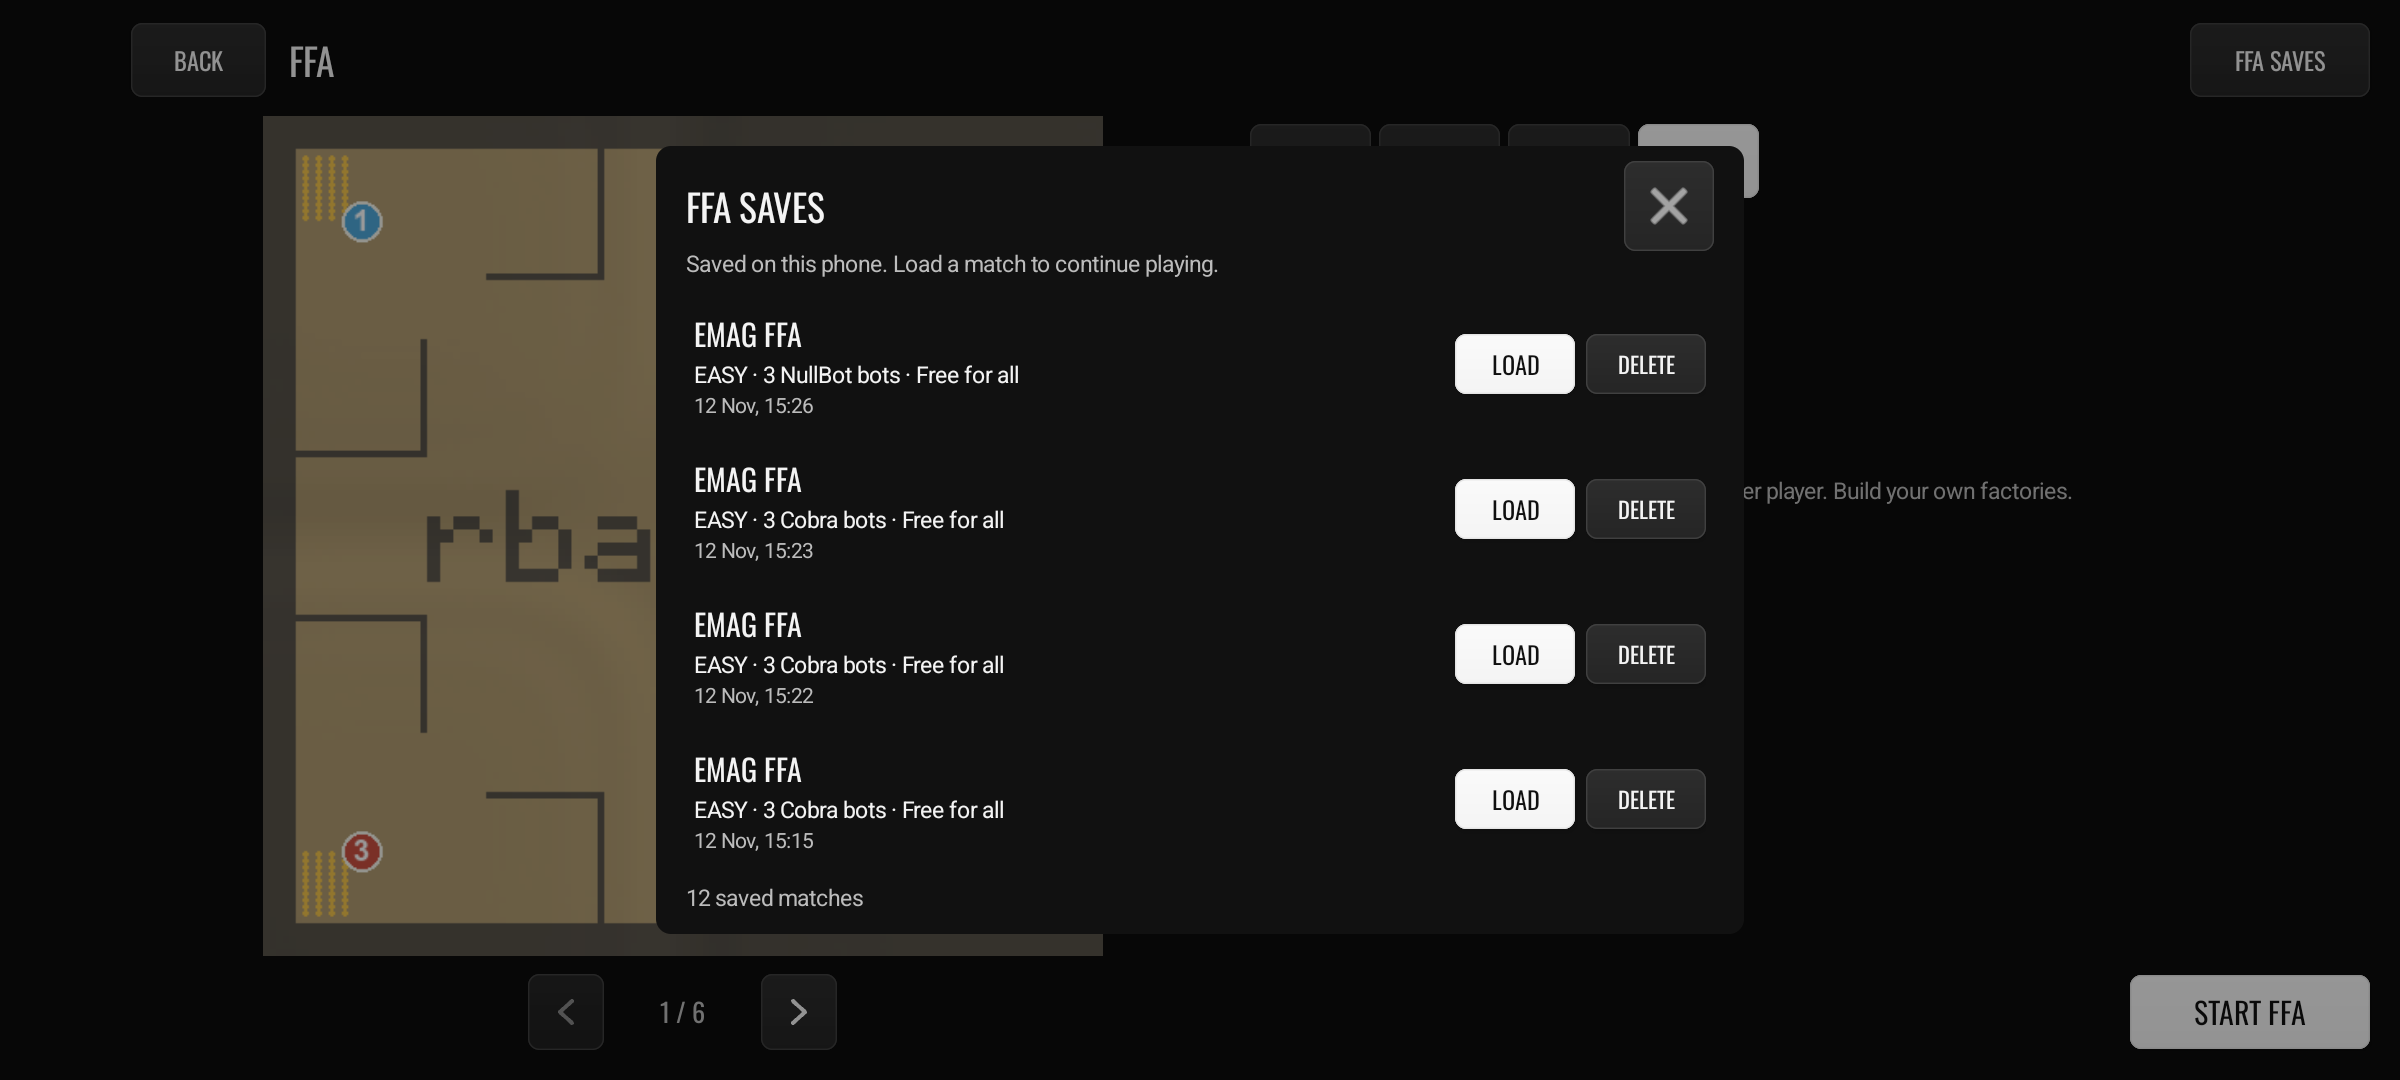 BACK
FFA
FFA SAVES
1
FFA SAVES
Saved on this phone. Load a match to continue playing.
EMAG FFA
EASY · 3 NullBot bots · Free for all
12 Nov, 15:26
LOAD
DELETE
EMAG FFA
EASY · 3 Cobra bots · Free for all
12 Nov, 15:23
LOAD
DELETE
er player. Build your own factories.
rba
EMAG FFA
EASY · 3 Cobra bots · Free for all
12 Nov, 15:22
LOAD
DELETE
EMAG FFA
EASY · 3 Cobra bots · Free for all
12 Nov, 15:15
LOAD
DELETE
3
12 saved matches
1 / 6
START FFA